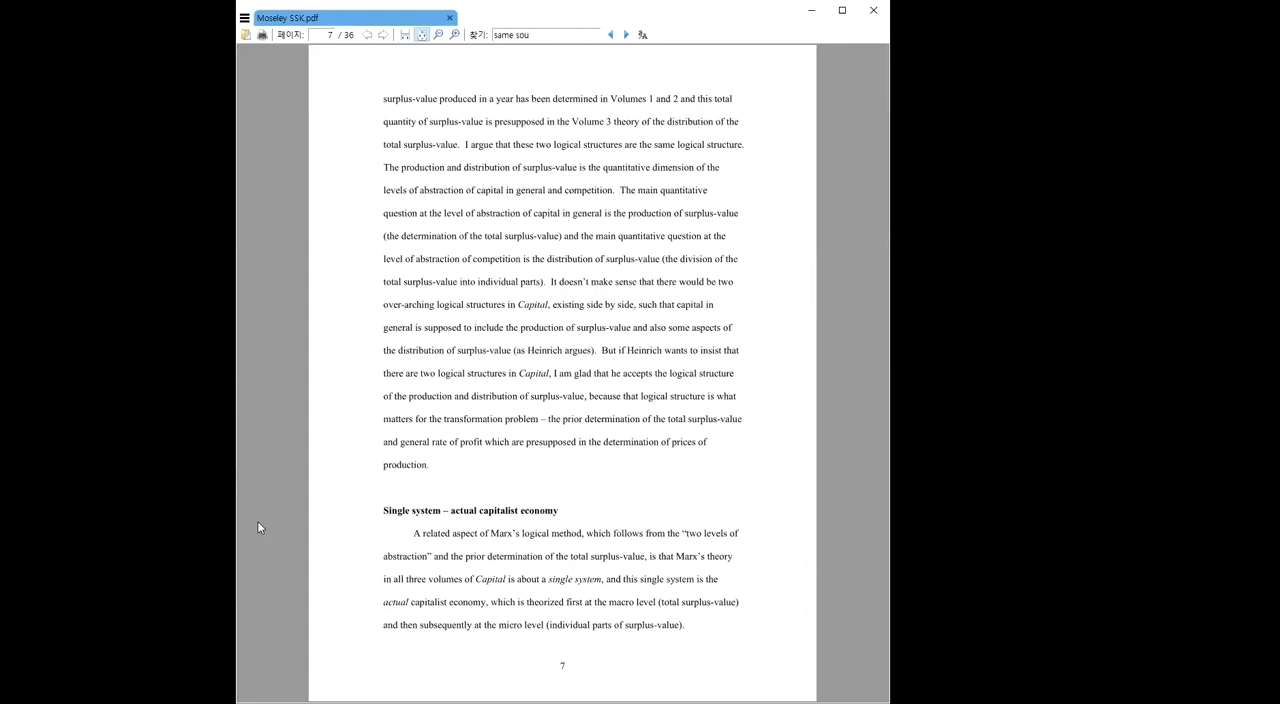 Moseley SSK.pdf
페이지: 7 / 36 찾기: same sou
surplus-value produced in a year has been determined in Volumes 1 and 2 and this total
quantity of surplus-value is presupposed in the Volume 3 theory of the distribution of the
total surplus-value.  I argue that these two logical structures are the same logical structure.
The production and distribution of surplus-value is the quantitative dimension of the
levels of abstraction of capital in general and competition.  The main quantitative
question at the level of abstraction of capital in general is the production of surplus-value
(the determination of the total surplus-value) and the main quantitative question at the
level of abstraction of competition is the distribution of surplus-value (the division of the
total surplus-value into individual parts).  It doesn’t make sense that there would be two
over-arching logical structures in Capital, existing side by side, such that capital in
general is supposed to include the production of surplus-value and also some aspects of
the distribution of surplus-value (as Heinrich argues).  But if Heinrich wants to insist that
there are two logical structures in Capital, I am glad that he accepts the logical structure
of the production and distribution of surplus-value, because that logical structure is what
matters for the transformation problem – the prior determination of the total surplus-value
and general rate of profit which are presupposed in the determination of prices of
production.
Single system – actual capitalist economy
A related aspect of Marx’s logical method, which follows from the “two levels of
abstraction” and the prior determination of the total surplus-value, is that Marx’s theory
in all three volumes of Capital is about a single system, and this single system is the
actual capitalist economy, which is theorized first at the macro level (total surplus-value)
and then subsequently at the micro level (individual parts of surplus-value).
7